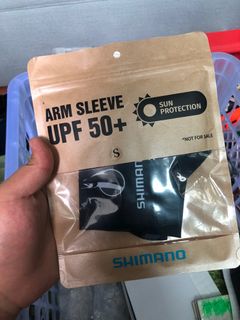 ARM SLEEVE
UPF 50+
SUN
PROTECTION
*NOT FOR SALE
S
SHIMANO
SHIMANO